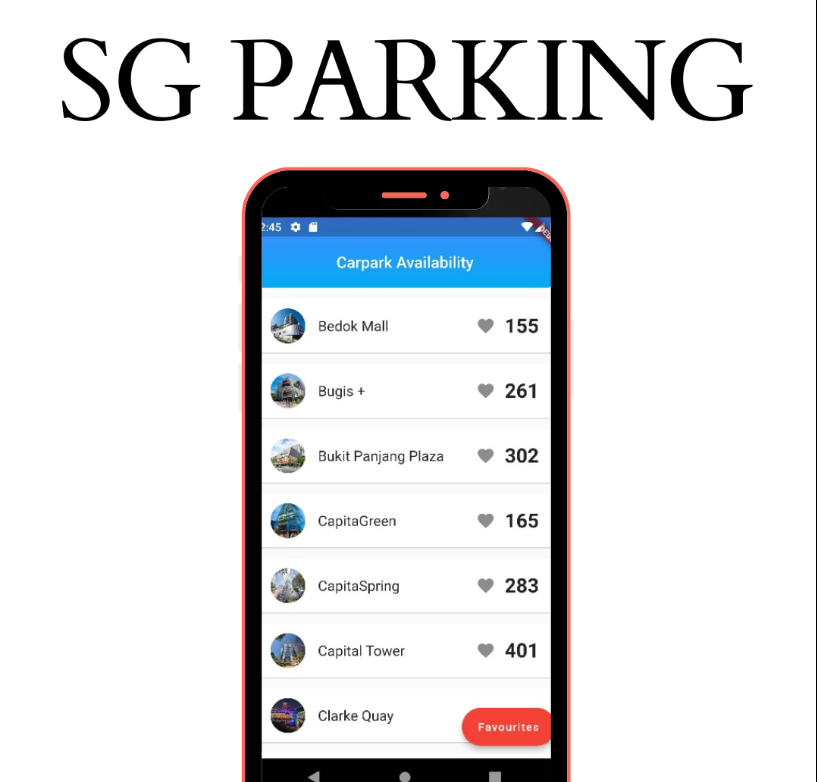 SG PARKING
2:45
Carpark Availability
Bedok Mall 155
Bugis + 261
Bukit Panjang Plaza 302
CapitaGreen 165
CapitaSpring 283
Capital Tower 401
Clarke Quay
Favourites